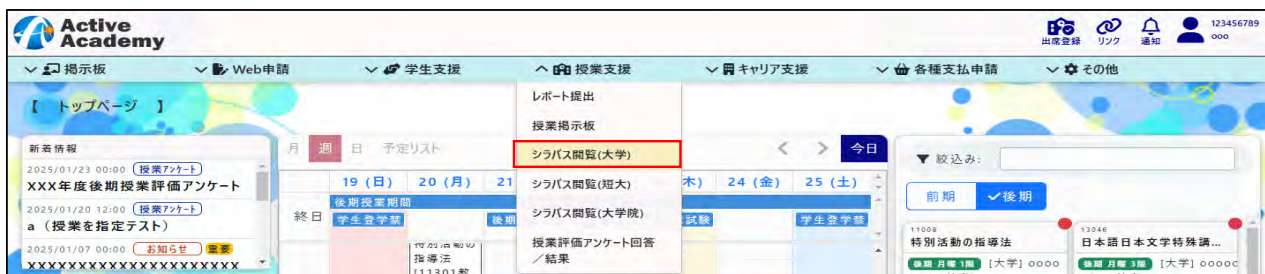 Active
Academy
出席登録 リンク 通知 123456789
ooo
掲示板 Web申請 学生支援 授業支援 キャリア支援 各種支払申請 その他
【 トップページ 】
レポート提出
授業掲示板
シラバス閲覧(大学)
シラバス閲覧(短大)
シラバス閲覧(大学院)
授業評価アンケート回答
／結果
新着情報
2025/01/23 00:00 授業アンケート
XXX年度後期授業評価アンケート
2025/01/20 12:00 授業アンケート
a（授業を指定テスト）
2025/01/07 00:00 お知らせ 重要
XXXXXXXXXXXXXXXXXXXXX
月 週 日 予定リスト
今日
19 (日) 20 (月) 21 木) 24 (金) 25 (土)
後期授業期間
終日 学生登学禁 後期 試験 学生登学禁
特別活動の
指導法
絞込み:
前期 後期
11008
特別活動の指導法
後期 月曜 1限 [大学] oooo
13046
日本語日本文学特殊講...
後期 月曜 3限 [大学] ooooo